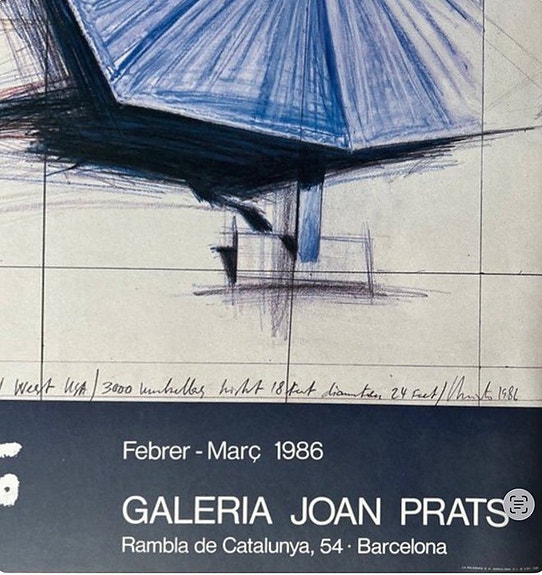 West USA / 3000 umbrellas hight 18 feet diameter 24 feet / Christo 1986
Febrer - Març 1986
GALERIA JOAN PRATS
Rambla de Catalunya, 54 · Barcelona